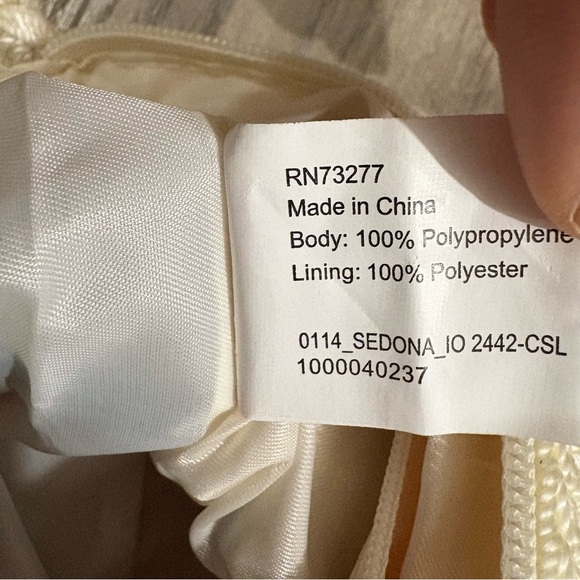 RN73277
Made in China
Body: 100% Polypropylene
Lining: 100% Polyester
0114_SEDONA_IO 2442-CSL
1000040237